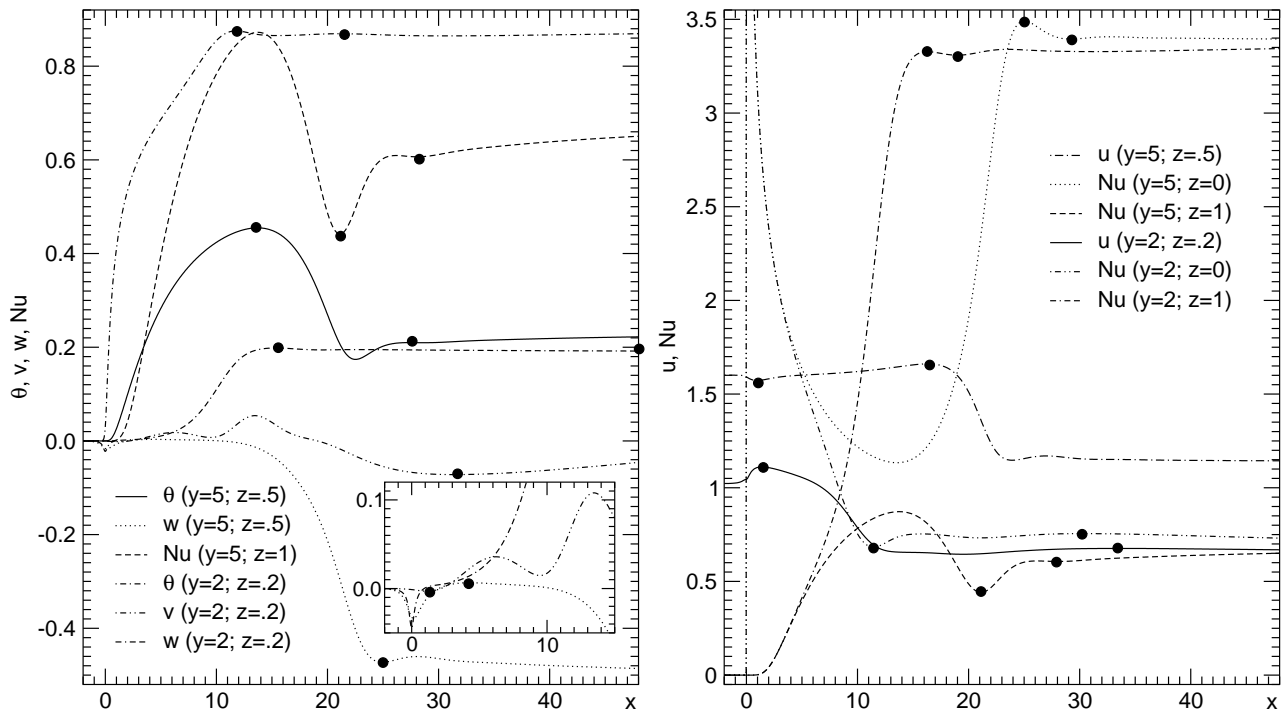 θ, v, w, Nu
0.8
0.6
0.4
0.2
0.0
-0.2
-0.4
θ (y=5; z=.5)
w (y=5; z=.5)
Nu (y=5; z=1)
θ (y=2; z=.2)
v (y=2; z=.2)
w (y=2; z=.2)
0.1
0.0
0
10
0
10
20
30
40
x
u, Nu
3.5
3
2.5
2
1.5
1
0.5
0
u (y=5; z=.5)
Nu (y=5; z=0)
Nu (y=5; z=1)
u (y=2; z=.2)
Nu (y=2; z=0)
Nu (y=2; z=1)
0
10
20
30
40
x